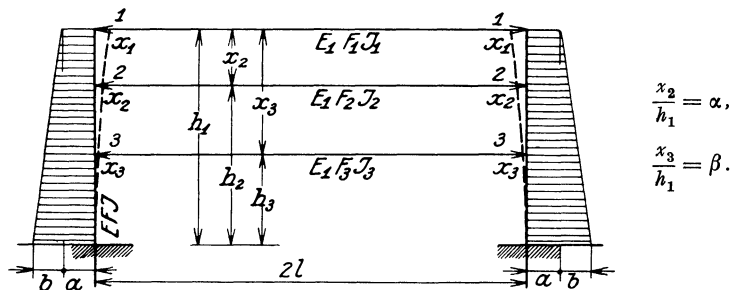 1 1
x₁ E₁ F₁ J₁ x₁
x₂
2 2
x₂ E₁ F₂ J₂ x₂
h₁ x₃
3 3
x₃ E₁ F₃ J₃ x₃
h₂ h₃
EFJ
b a 2l a b
x₂/h₁ = α,
x₃/h₁ = β.